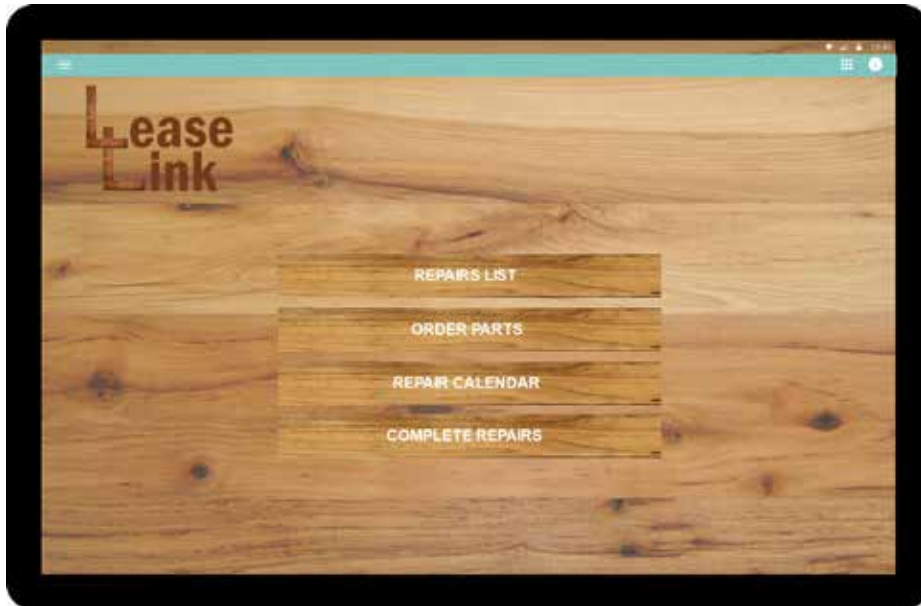 Lease
Link
REPAIRS LIST
ORDER PARTS
REPAIR CALENDAR
COMPLETE REPAIRS